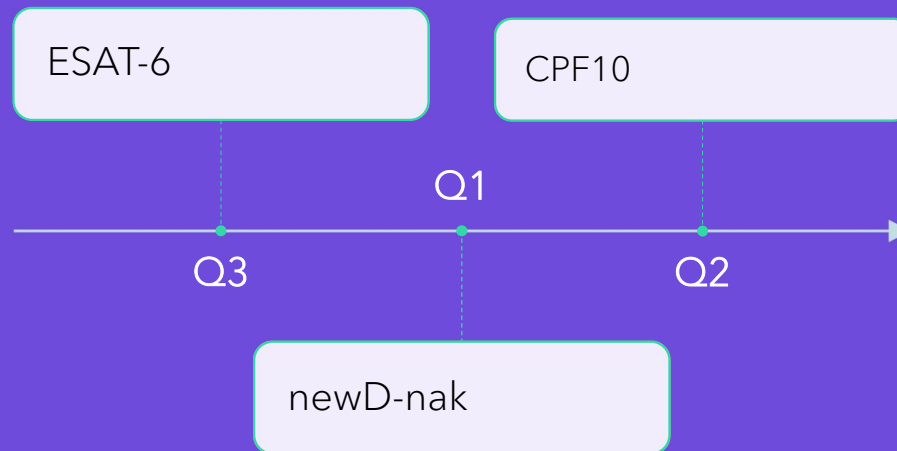 ESAT-6
CPF10
Q1
Q3
Q2
newD-nak